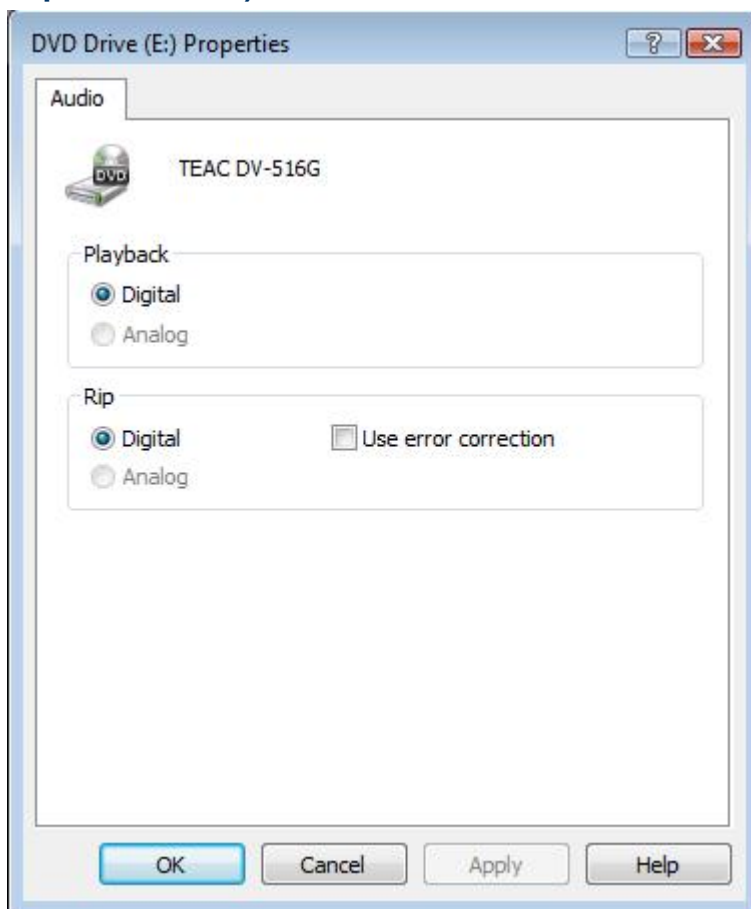 DVD Drive (E:) Properties
Audio
DVD
TEAC DV-516G
Playback
Digital
Analog
Rip
Digital Use error correction
Analog
OK Cancel Apply Help